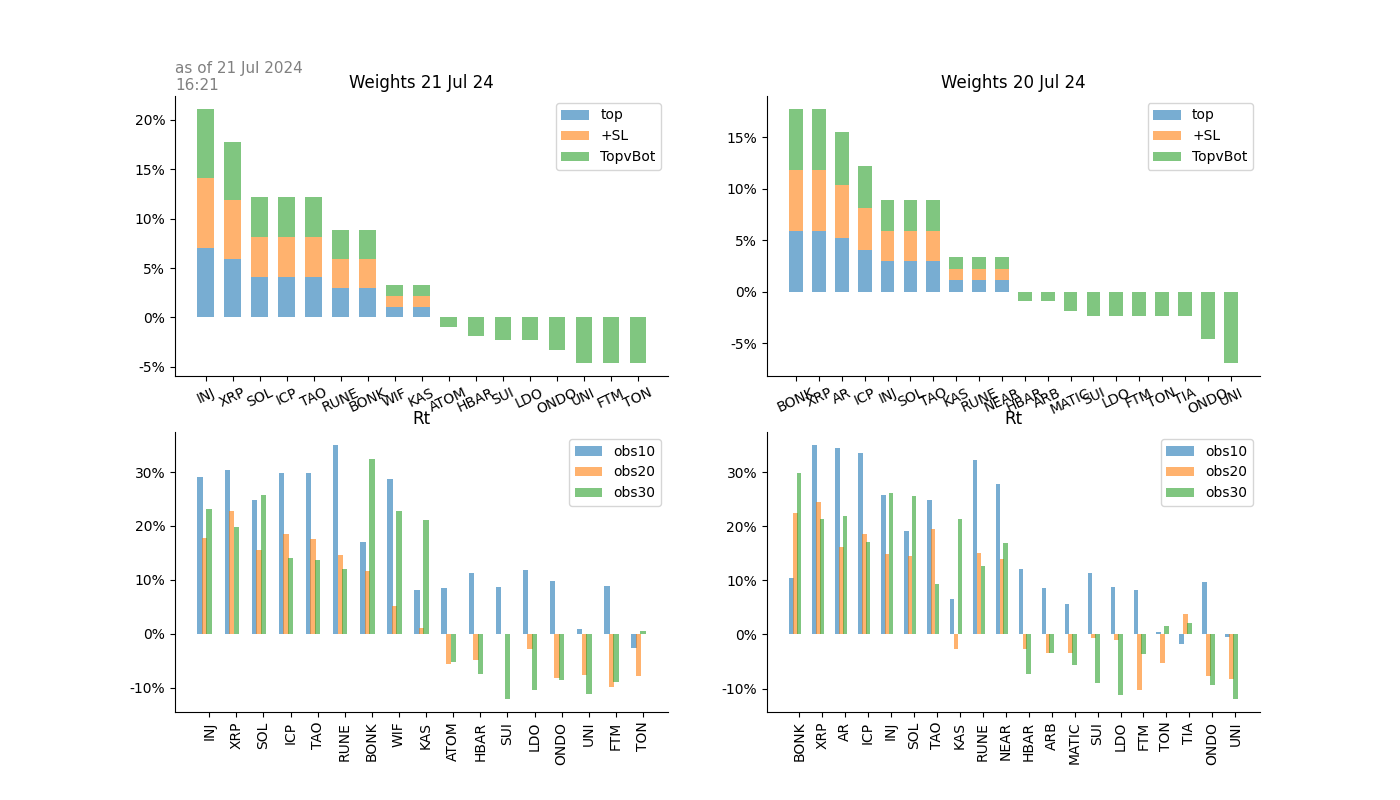 as of 21 Jul 2024
16:21
Weights 21 Jul 24
20%
15%
10%
5%
0%
-5%
top
+SL
TopvBot
INJ
XRP
SOL
ICP
TAO
RUNE
BONK
WIF
KAS
ATOM
HBAR
SUI
LDO
ONDO
UNI
FTM
TON
Weights 20 Jul 24
15%
10%
5%
0%
-5%
top
+SL
TopvBot
BONK
XRP
AR
ICP
INJ
SOL
TAO
KAS
RUNE
NEAR
HBAR
ARB
MATIC
SUI
LDO
FTM
TON
TIA
ONDO
UNI
Rt
30%
20%
10%
0%
-10%
obs10
obs20
obs30
INJ
XRP
SOL
ICP
TAO
RUNE
BONK
WIF
KAS
ATOM
HBAR
SUI
LDO
ONDO
UNI
FTM
TON
Rt
30%
20%
10%
0%
-10%
obs10
obs20
obs30
BONK
XRP
AR
ICP
INJ
SOL
TAO
KAS
RUNE
NEAR
HBAR
ARB
MATIC
SUI
LDO
FTM
TON
TIA
ONDO
UNI